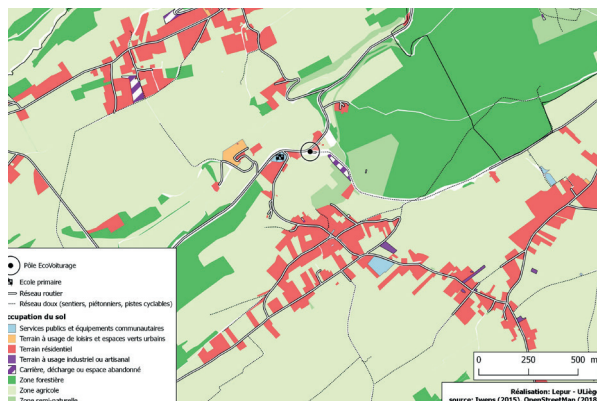 Pôle EcoVoiturage
Ecole primaire
Réseau routier
Réseau doux (sentiers, piétonniers, pistes cyclables)
ccupation du sol
Services publics et équipements communautaires
Terrain à usage de loisirs et espaces verts urbains
Terrain résidentiel
Terrain à usage industriel ou artisanal
Carrière, décharge ou espace abandonné
Zone forestière
Zone agricole
Zone semi-naturelle
0 250 500 m
Réalisation: Lepur - ULiège
source: Iweps (2015), OpenStreetMap (2018